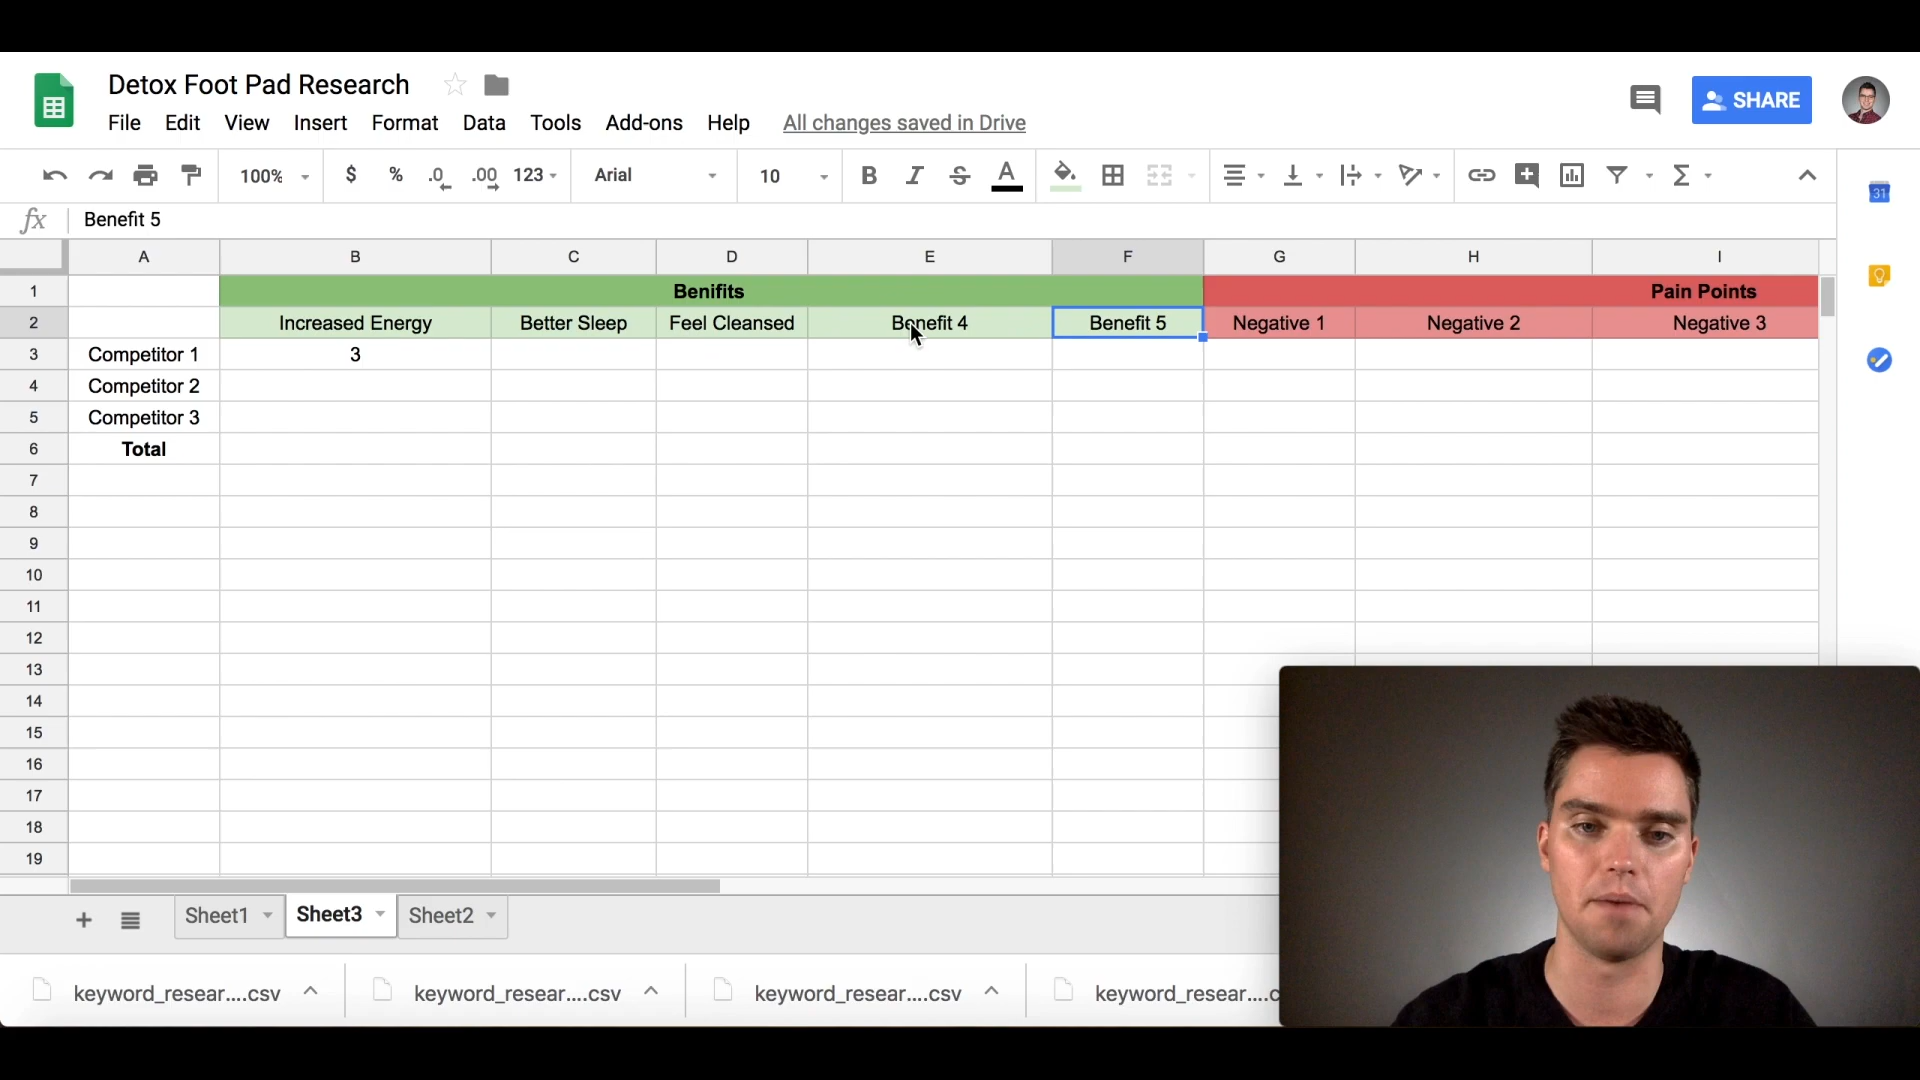 Detox Foot Pad Research
SHARE
File Edit View Insert Format Data Tools Add-ons Help All changes saved in Drive
100% $ % .0 .00 123 Arial 10 B I S A
31
fx Benefit 5
A B C D E F G H I
1 Benifits Pain Points
2 Increased Energy Better Sleep Feel Cleansed Benefit 4 Benefit 5 Negative 1 Negative 2 Negative 3
3 Competitor 1 3
4 Competitor 2
5 Competitor 3
6 Total
7
8
9
10
11
12
13
14
15
16
17
18
19
Sheet1 Sheet3 Sheet2
keyword_resear....csv keyword_resear....csv keyword_resear....csv keyword_resear....c